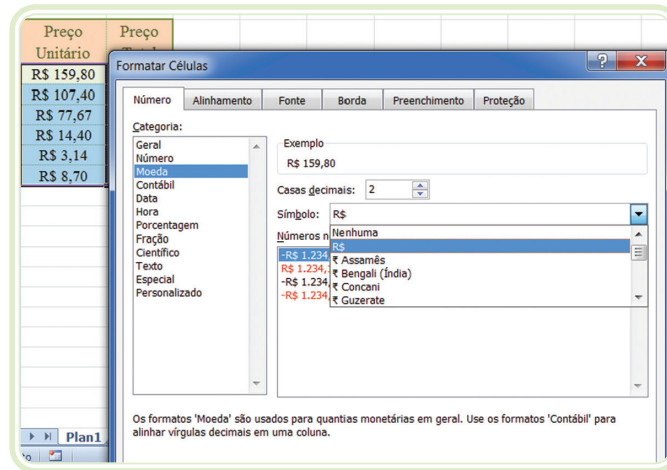 Preço Preço
Unitário
R$ 159,80
R$ 107,40
R$ 77,67
R$ 14,40
R$ 3,14
R$ 8,70
Plan1
Formatar Células
Número Alinhamento Fonte Borda Preenchimento Proteção
Categoria:
Geral
Número
Moeda
Contábil
Data
Hora
Porcentagem
Fração
Científico
Texto
Especial
Personalizado
Exemplo
R$ 159,80
Casas decimais: 2
Símbolo: R$
Números n
Nenhuma
R$
₹ Assamês
₹ Bengali (Índia)
₹ Concani
₹ Guzerate
-R$ 1.234
R$ 1.234,
-R$ 1.234,
-R$ 1.234,
Os formatos 'Moeda' são usados para quantias monetárias em geral. Use os formatos 'Contábil' para
alinhar vírgulas decimais em uma coluna.